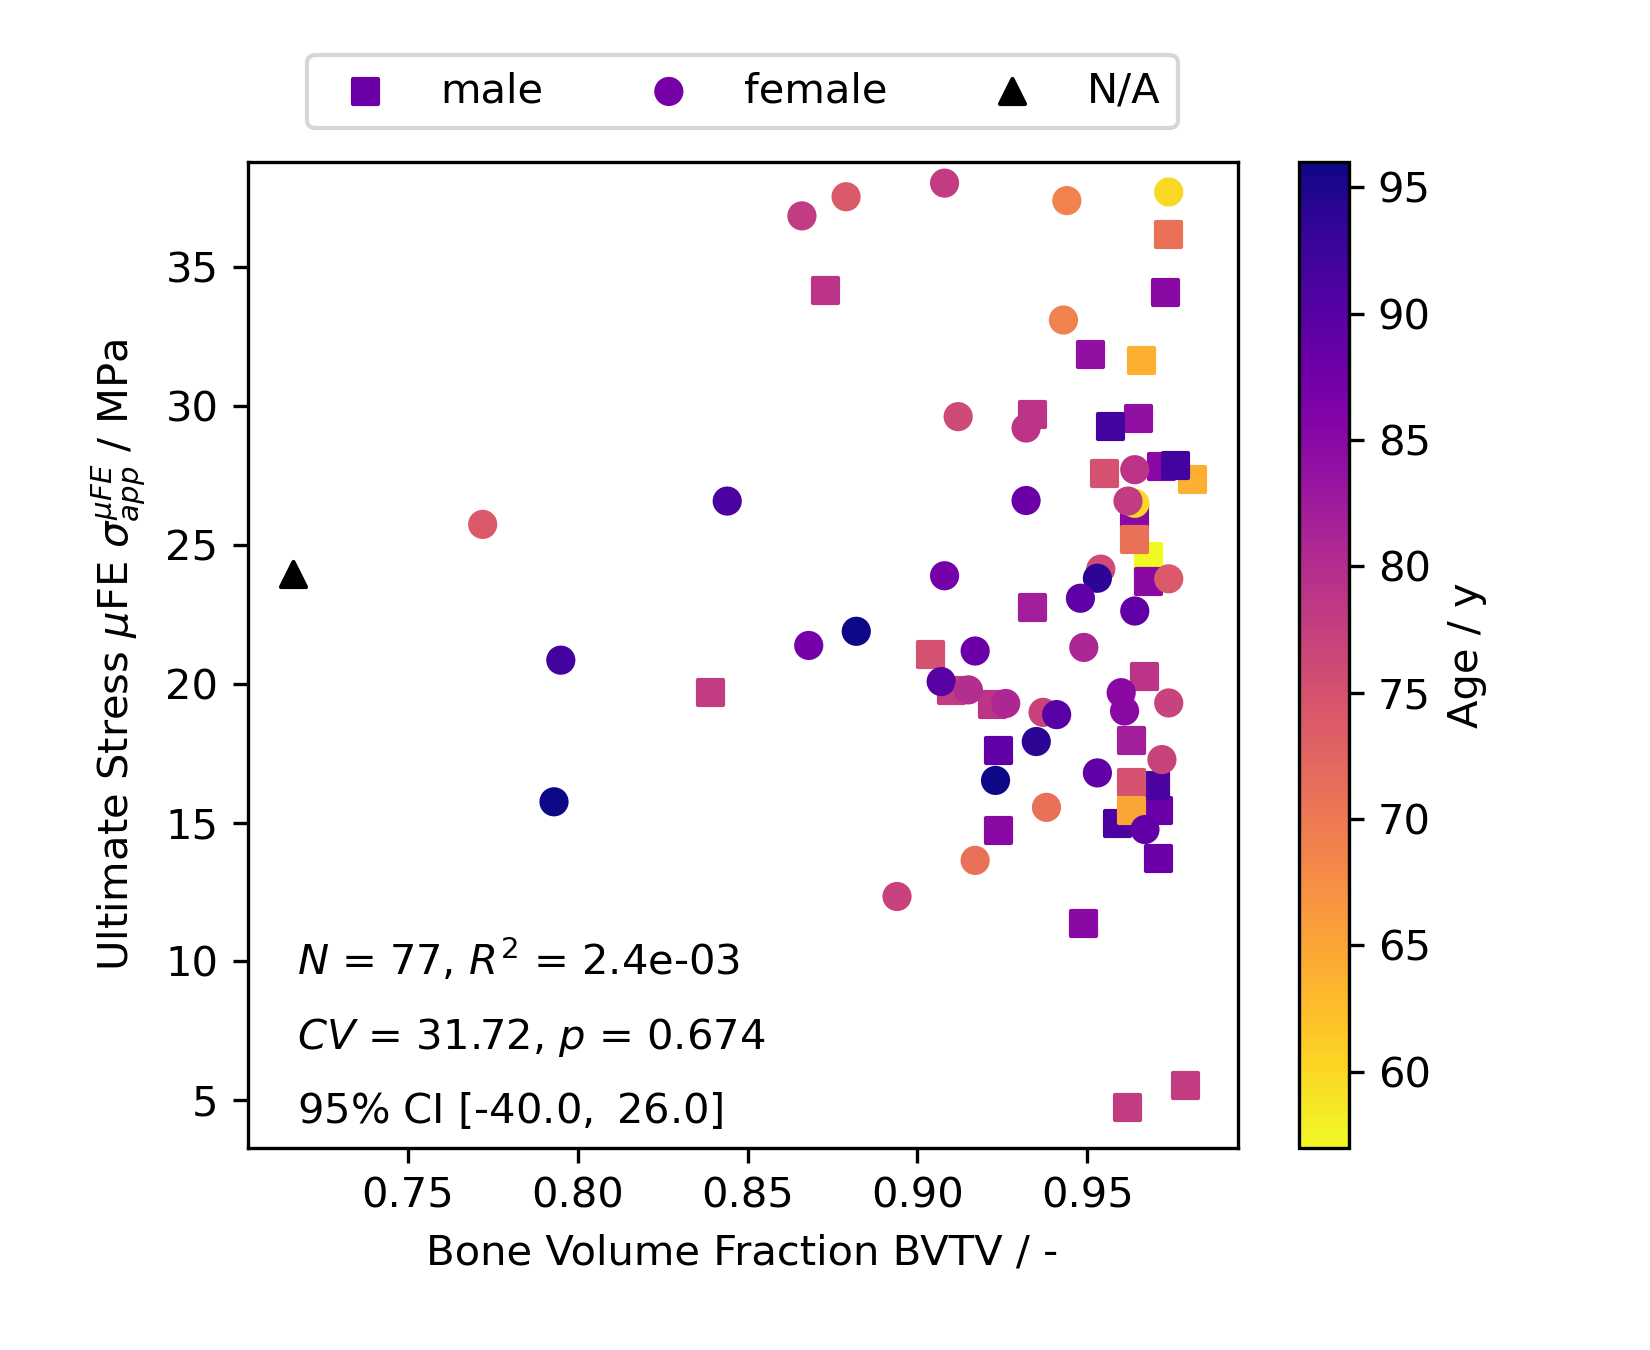 male female N/A
35
30
25
20
15
10
5
Ultimate Stress μFE σ_app^μFE / MPa
N = 77, R² = 2.4e-03
CV = 31.72, p = 0.674
95% CI [-40.0, 26.0]
0.75 0.80 0.85 0.90 0.95
Bone Volume Fraction BVTV / -
95
90
85
80
75
70
65
60
Age / y